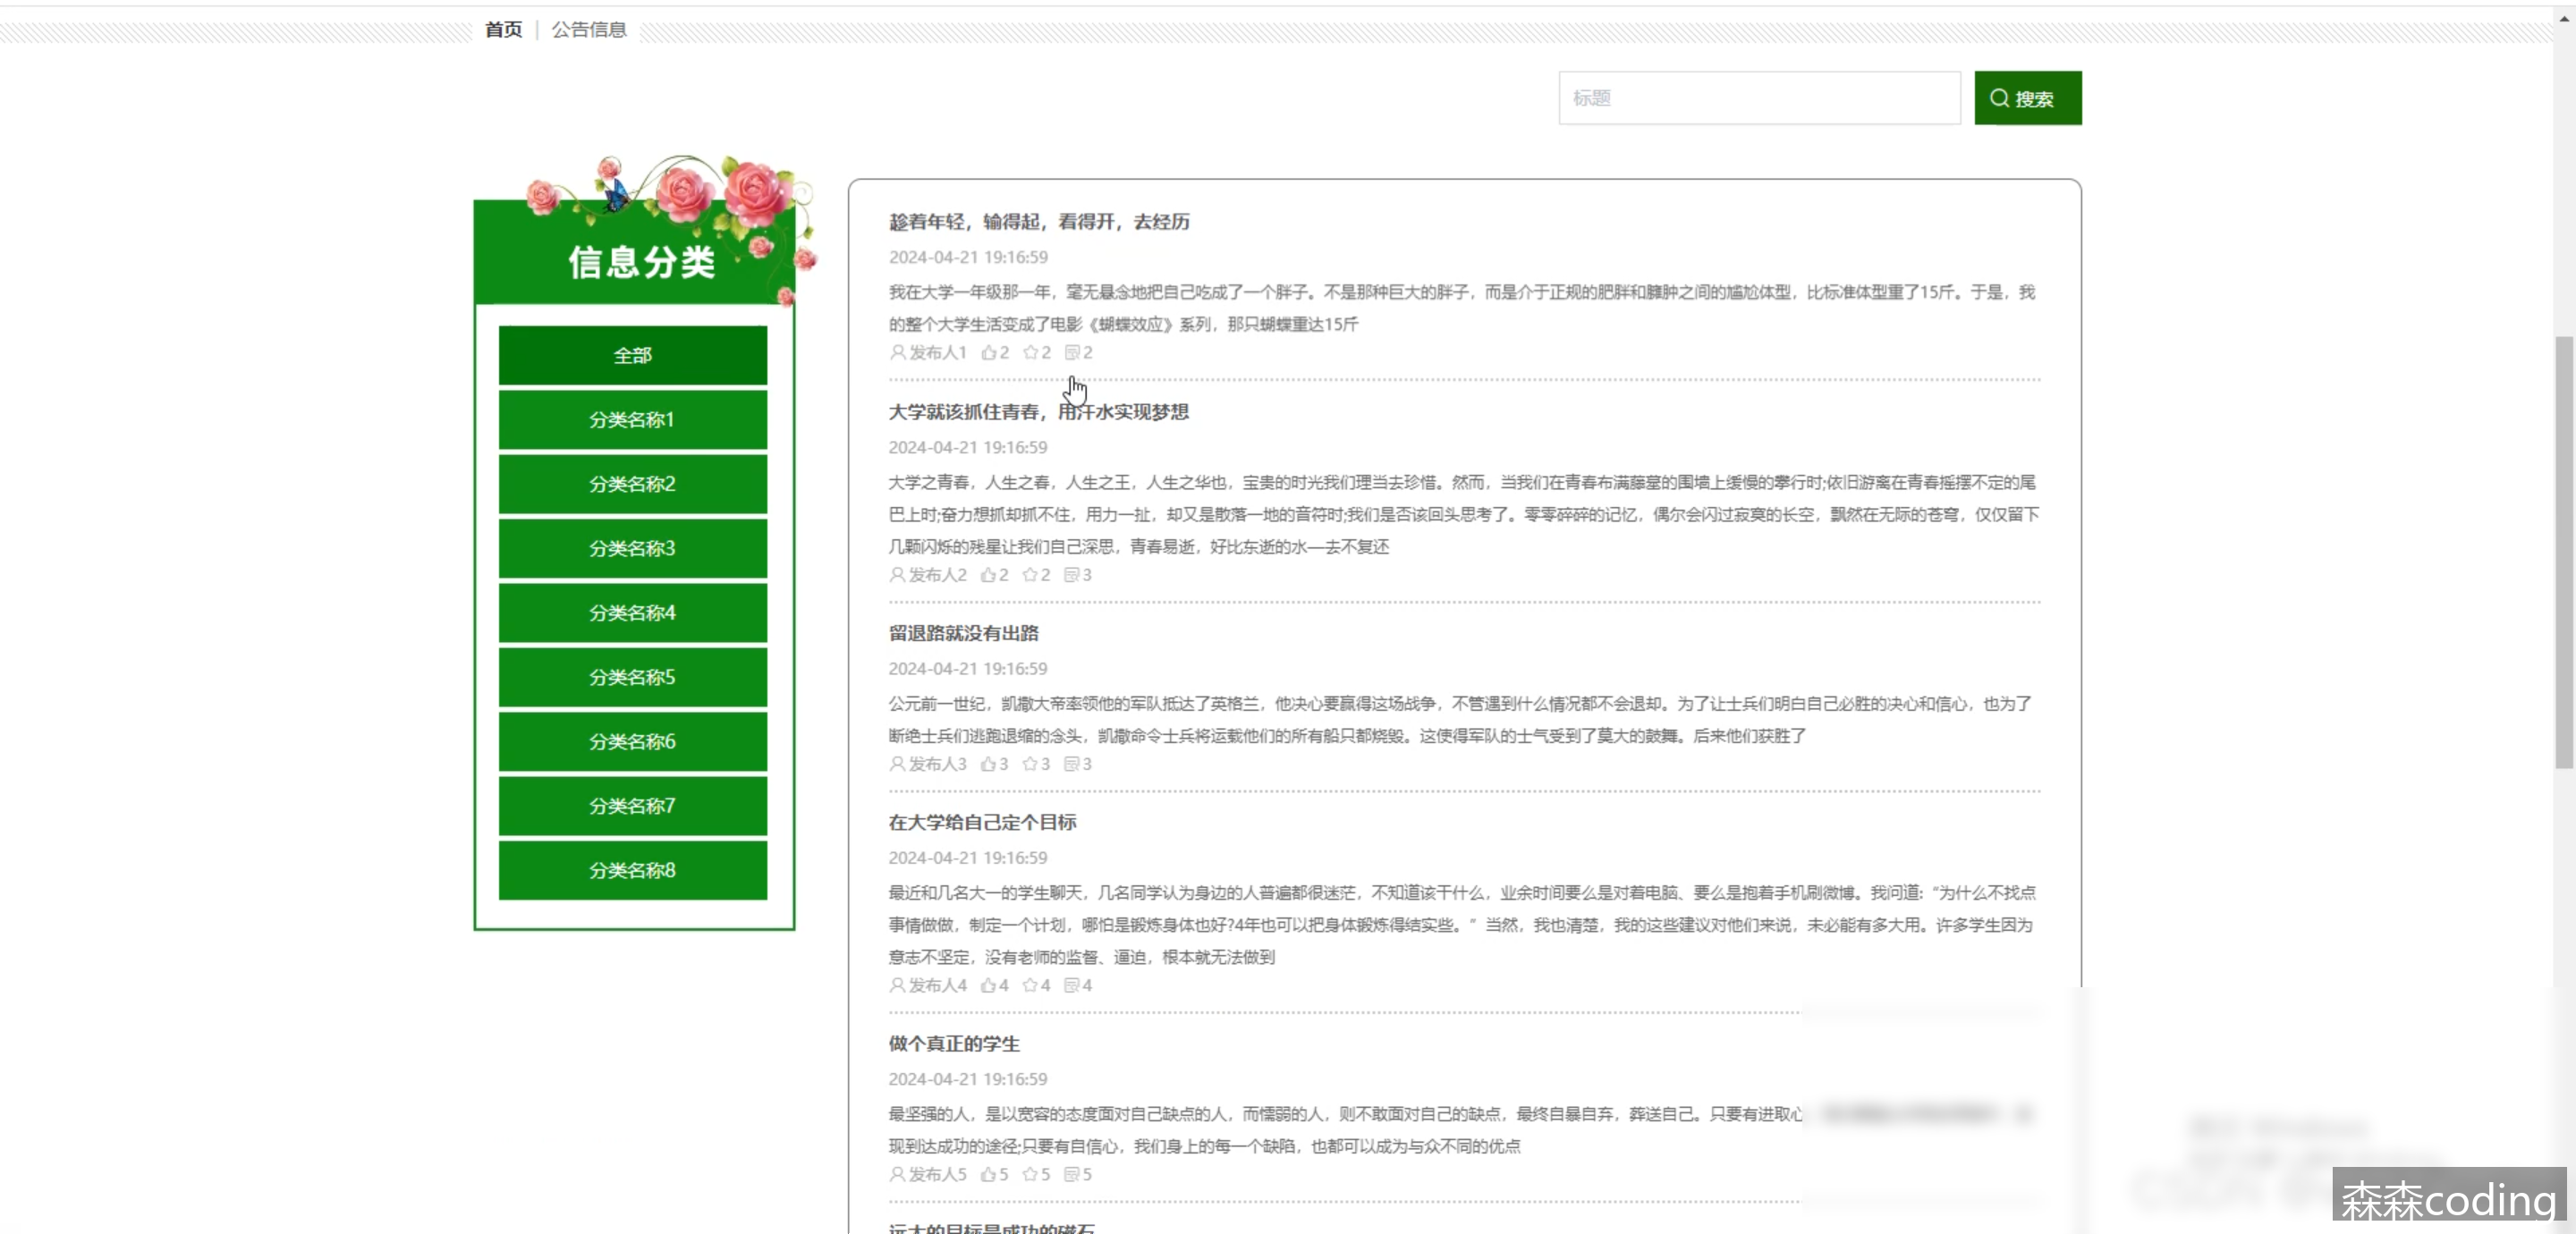 首页 | 公告信息
标题
搜索
信息分类
全部
分类名称1
分类名称2
分类名称3
分类名称4
分类名称5
分类名称6
分类名称7
分类名称8
趁着年轻，输得起，看得开，去经历
2024-04-21 19:16:59
我在大学一年级那一年，毫无悬念地把自己吃成了一个胖子。不是那种巨大的胖子，而是介于正规的肥胖和臃肿之间的尴尬体型，比标准体型重了15斤。于是，我
的整个大学生活变成了电影《蝴蝶效应》系列，那只蝴蝶重达15斤
发布人1 2 2 2
大学就该抓住青春，用汗水实现梦想
2024-04-21 19:16:59
大学之青春，人生之春，人生之王，人生之华也，宝贵的时光我们理当去珍惜。然而，当我们在青春布满藤蔓的围墙上缓慢的攀行时;依旧游离在青春摇摆不定的尾
巴上时;奋力想抓却抓不住，用力一扯，却又是散落一地的音符时;我们是否该回头思考了。零零碎碎的记忆，偶尔会闪过寂寞的长空，飘然在无际的苍穹，仅仅留下
几颗闪烁的残星让我们自己深思，青春易逝，好比东逝的水—去不复还
发布人2 2 2 3
留退路就没有出路
2024-04-21 19:16:59
公元前一世纪，凯撒大帝率领他的军队抵达了英格兰，他决心要赢得这场战争，不管遇到什么情况都不会退却。为了让士兵们明白自己必胜的决心和信心，也为了
断绝士兵们逃跑退缩的念头，凯撒命令士兵将运载他们的所有船只都烧毁。这使得军队的士气受到了莫大的鼓舞。后来他们获胜了
发布人3 3 3 3
在大学给自己定个目标
2024-04-21 19:16:59
最近和几名大一的学生聊天，几名同学认为身边的人普遍都很迷茫，不知道该干什么，业余时间要么是对着电脑、要么是抱着手机刷微博。我问道:“为什么不找点
事情做做，制定一个计划，哪怕是锻炼身体也好?4年也可以把身体锻炼得结实些。”当然，我也清楚，我的这些建议对他们来说，未必能有多大用。许多学生因为
意志不坚定，没有老师的监督、逼迫，根本就无法做到
发布人4 4 4 4
做个真正的学生
2024-04-21 19:16:59
最坚强的人，是以宽容的态度面对自己缺点的人，而懦弱的人，则不敢面对自己的缺点，最终自暴自弃，葬送自己。只要有进取心
现到达成功的途径;只要有自信心，我们身上的每一个缺陷，也都可以成为与众不同的优点
发布人5 5 5 5
远大的目标是成功的磁石
森森coding